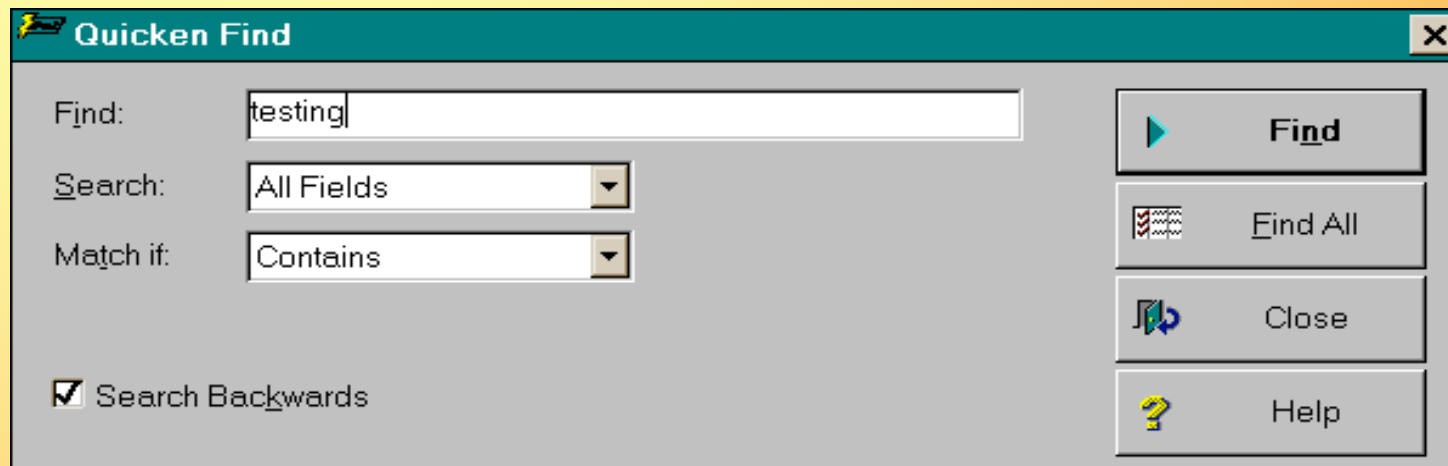 Quicken Find
Find: testing
Search: All Fields
Match if: Contains
Search Backwards
Find
Find All
Close
Help